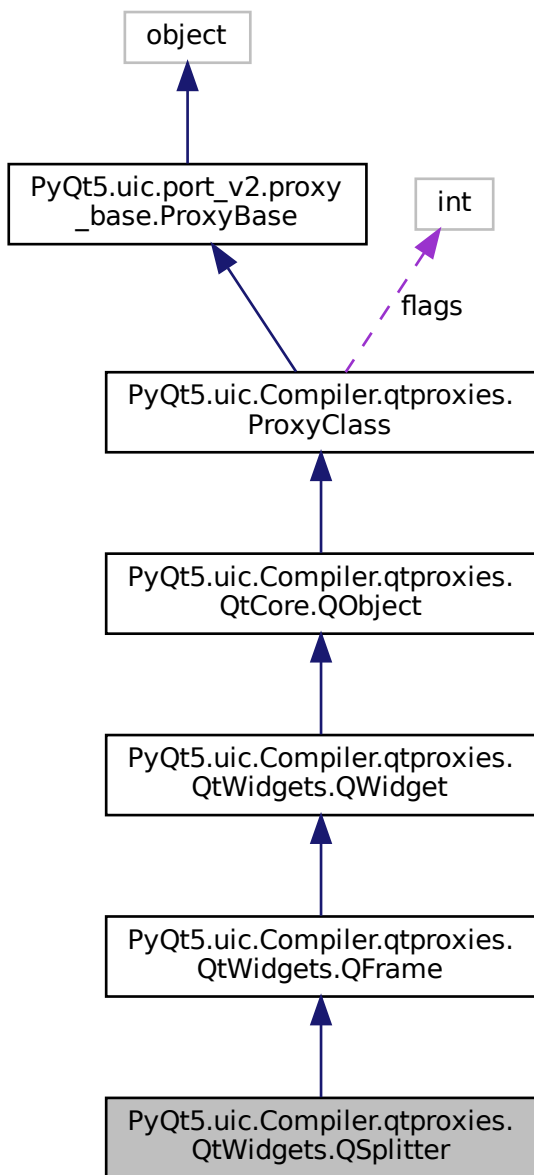 object
PyQt5.uic.port_v2.proxy
_base.ProxyBase
int
flags
PyQt5.uic.Compiler.qtproxies.
ProxyClass
PyQt5.uic.Compiler.qtproxies.
QtCore.QObject
PyQt5.uic.Compiler.qtproxies.
QtWidgets.QWidget
PyQt5.uic.Compiler.qtproxies.
QtWidgets.QFrame
PyQt5.uic.Compiler.qtproxies.
QtWidgets.QSplitter